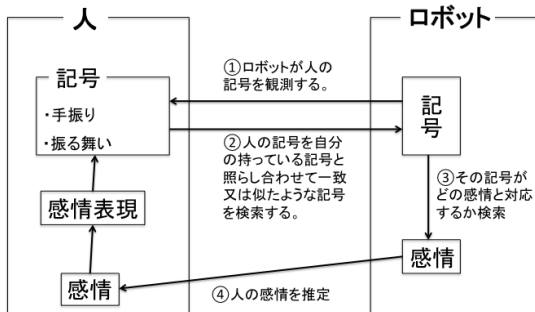 人
ロボット
記号
・手振り
・振る舞い
感情表現
感情
①ロボットが人の
記号を観測する。
②人の記号を自分
の持っている記号と
照らし合わせて一致
又は似たような記号
を検索する。
記
号
③その記号が
どの感情と対応
するか検索
感情
④人の感情を推定